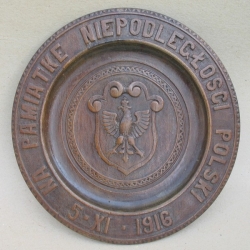 NA PAMIĄTKĘ NIEPODLEGŁOŚCI POLSKI
5·XI·1916